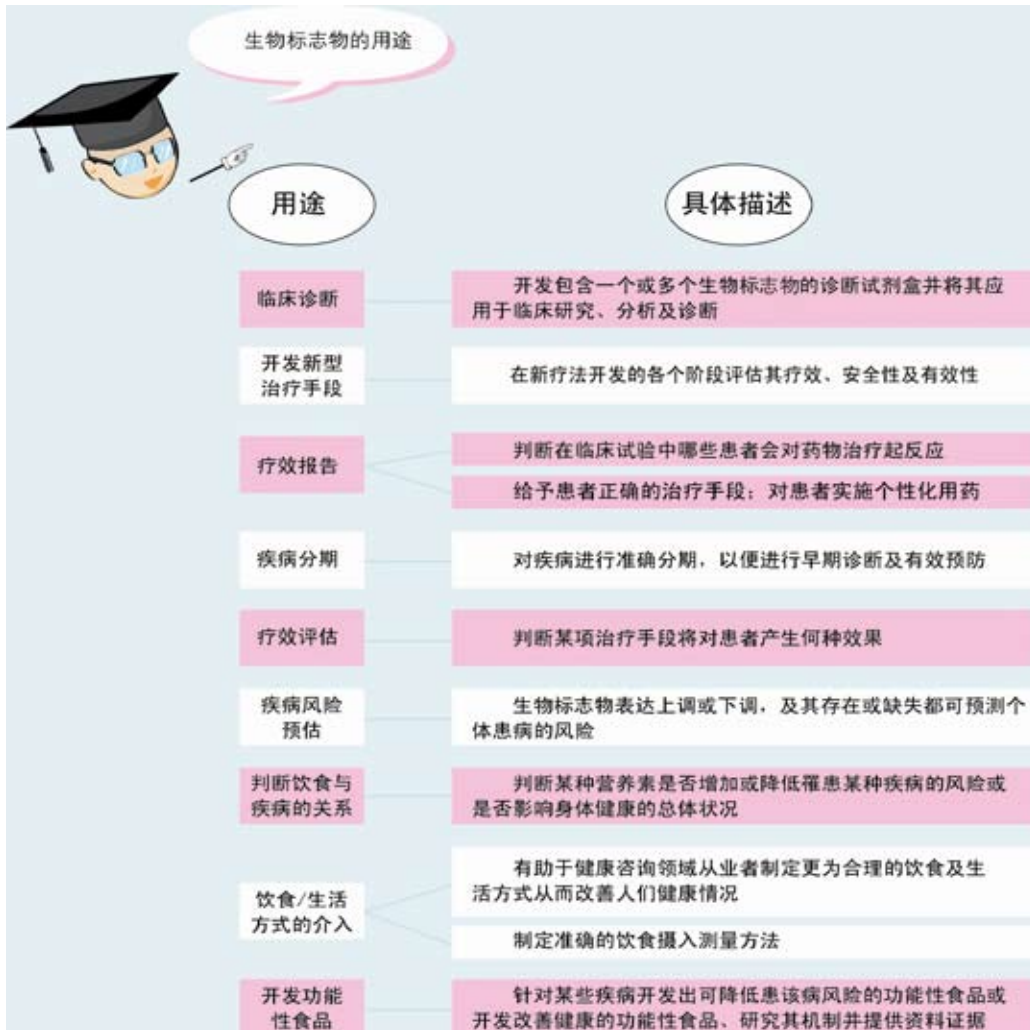 生物标志物的用途
用途
具体描述
临床诊断
开发包含一个或多个生物标志物的诊断试剂盒并将其应
用于临床研究、分析及诊断
开发新型
治疗手段
在新疗法开发的各个阶段评估其疗效、安全性及有效性
疗效报告
判断在临床试验中哪些患者会对药物治疗起反应
给予患者正确的治疗手段；对患者实施个性化用药
疾病分期
对疾病进行准确分期，以便进行早期诊断及有效预防
疗效评估
判断某项治疗手段将对患者产生何种效果
疾病风险
预估
生物标志物表达上调或下调，及其存在或缺失都可预测个
体患病的风险
判断饮食与
疾病的关系
判断某种营养素是否增加或降低罹患某种疾病的风险或
是否影响身体健康的总体状况
饮食/生活
方式的介入
有助于健康咨询领域从业者制定更为合理的饮食及生
活方式从而改善人们健康情况
制定准确的饮食摄入测量方法
开发功能
性食品
针对某些疾病开发出可降低患该病风险的功能性食品或
开发改善健康的功能性食品、研究其机制并提供资料证据